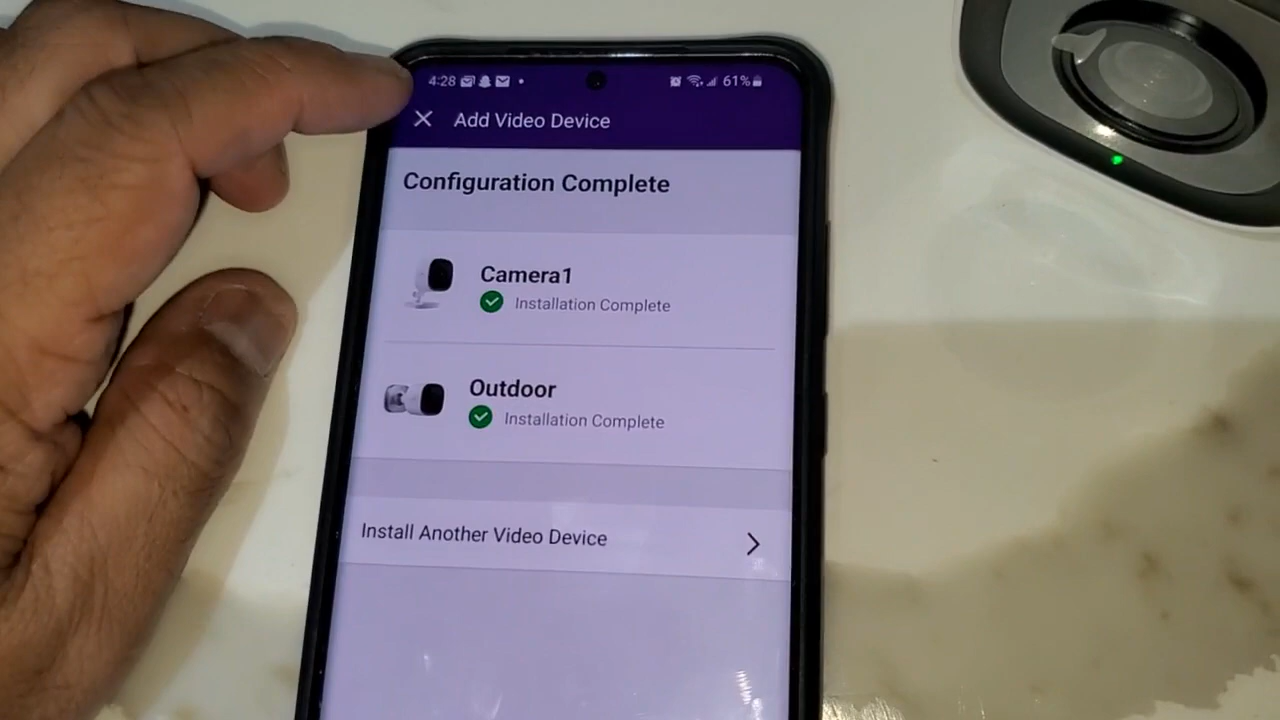 4:28 61%
Add Video Device
Configuration Complete
Camera1
Installation Complete
Outdoor
Installation Complete
Install Another Video Device